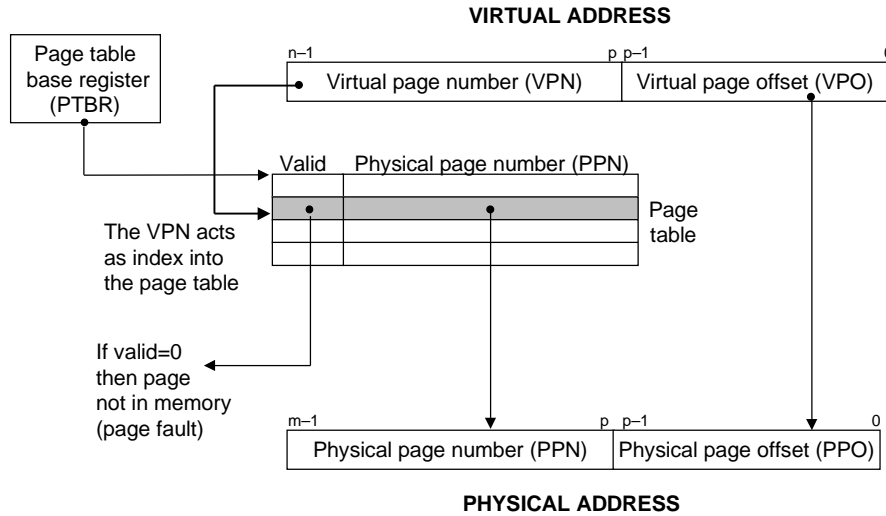 VIRTUAL ADDRESS
Page table
base register
(PTBR)
n–1
p p–1
Virtual page number (VPN)
Virtual page offset (VPO)
Valid
Physical page number (PPN)
Page
table
The VPN acts
as index into
the page table
If valid=0
then page
not in memory
(page fault)
m–1
p p–1
0
Physical page number (PPN)
Physical page offset (PPO)
PHYSICAL ADDRESS